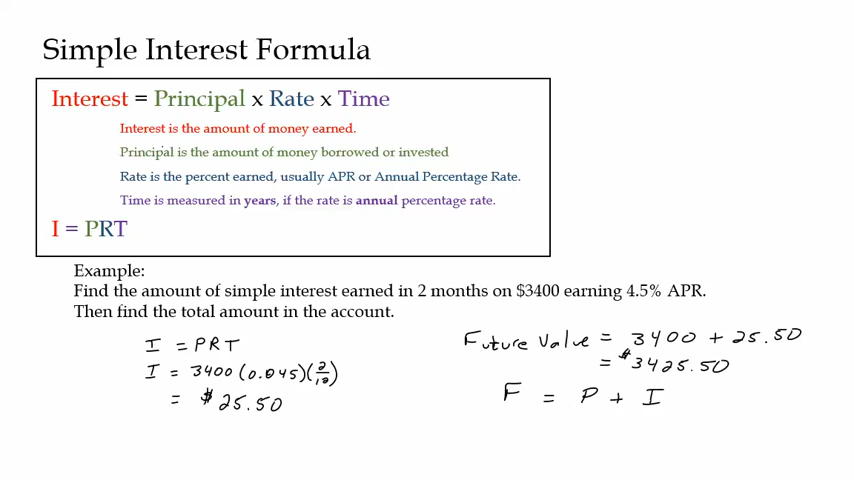 Simple Interest Formula
Interest = Principal x Rate x Time
Interest is the amount of money earned.
Principal is the amount of money borrowed or invested
Rate is the percent earned, usually APR or Annual Percentage Rate.
Time is measured in years, if the rate is annual percentage rate.
I = PRT
Example:
Find the amount of simple interest earned in 2 months on $3400 earning 4.5% APR.
Then find the total amount in the account.
I = PRT
I = 3400 (0.045)(2/12)
= $25.50
Future Value = 3400 + 25.50
= $3425.50
F = P + I